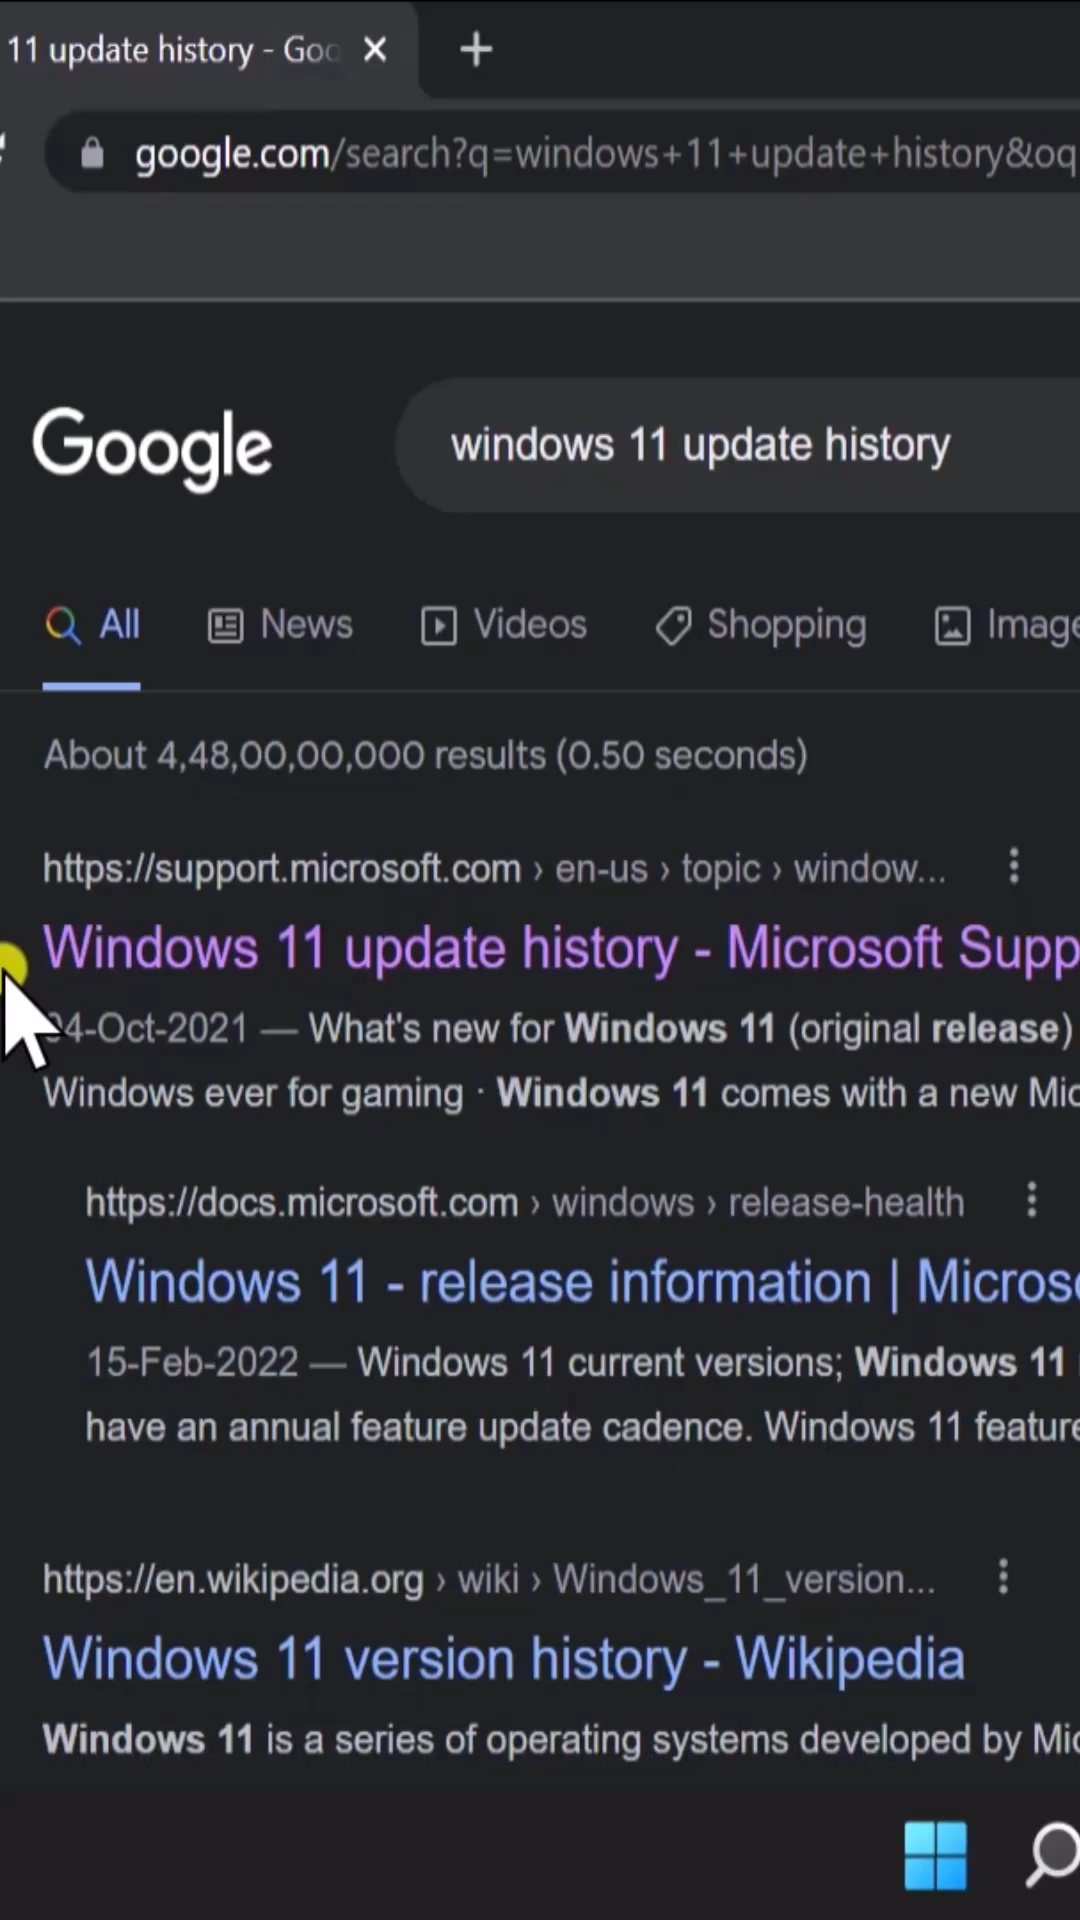 11 update history - Goo
google.com/search?q=windows+11+update+history&oq
Google
windows 11 update history
All News Videos Shopping Image
About 4,48,00,00,000 results (0.50 seconds)
https://support.microsoft.com › en-us › topic › window...
Windows 11 update history - Microsoft Supp
04-Oct-2021 — What's new for Windows 11 (original release)
Windows ever for gaming · Windows 11 comes with a new Mic
https://docs.microsoft.com › windows › release-health
Windows 11 - release information | Micros
15-Feb-2022 — Windows 11 current versions; Windows 11
have an annual feature update cadence. Windows 11 feature
https://en.wikipedia.org › wiki › Windows_11_version...
Windows 11 version history - Wikipedia
Windows 11 is a series of operating systems developed by Mic